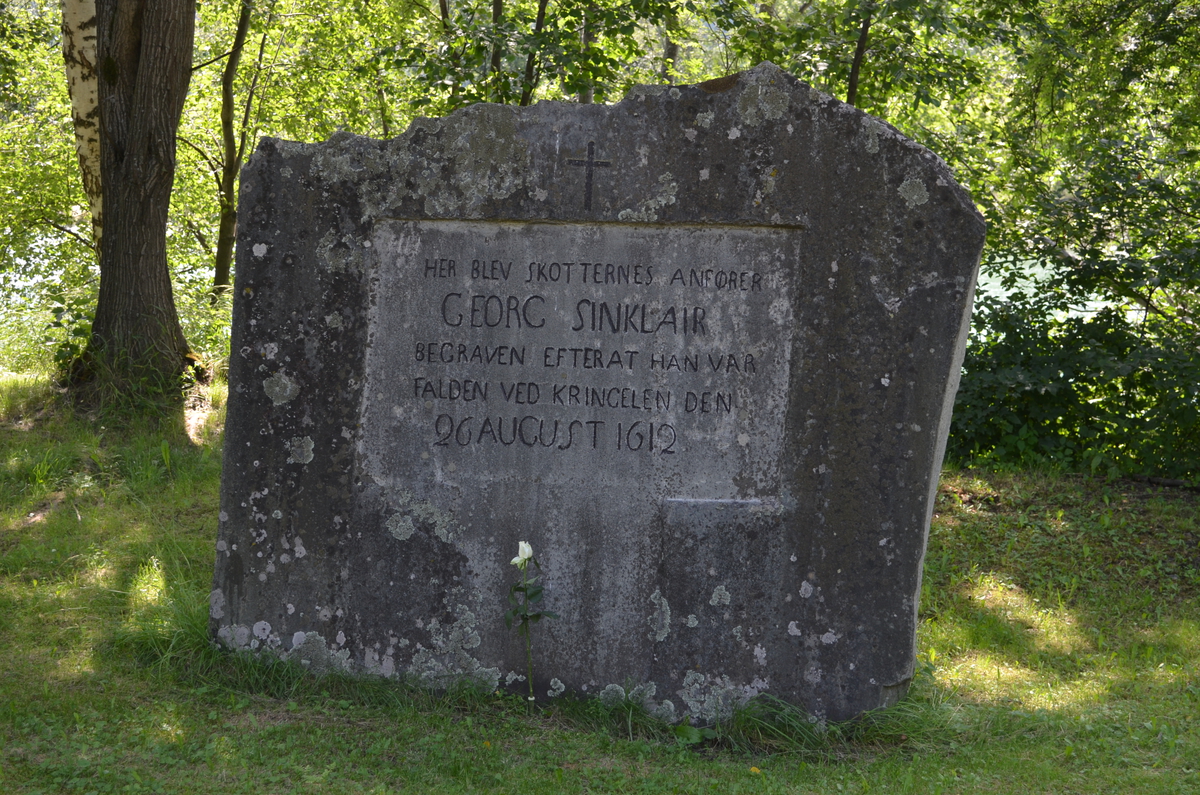 HER BLEV SKOTTERNES ANFØRER
GEORG SINKLAIR
BEGRAVEN EFTERAT HAN VAR
FALDEN VED KRINGELEN DEN
26 AUGUST 1612